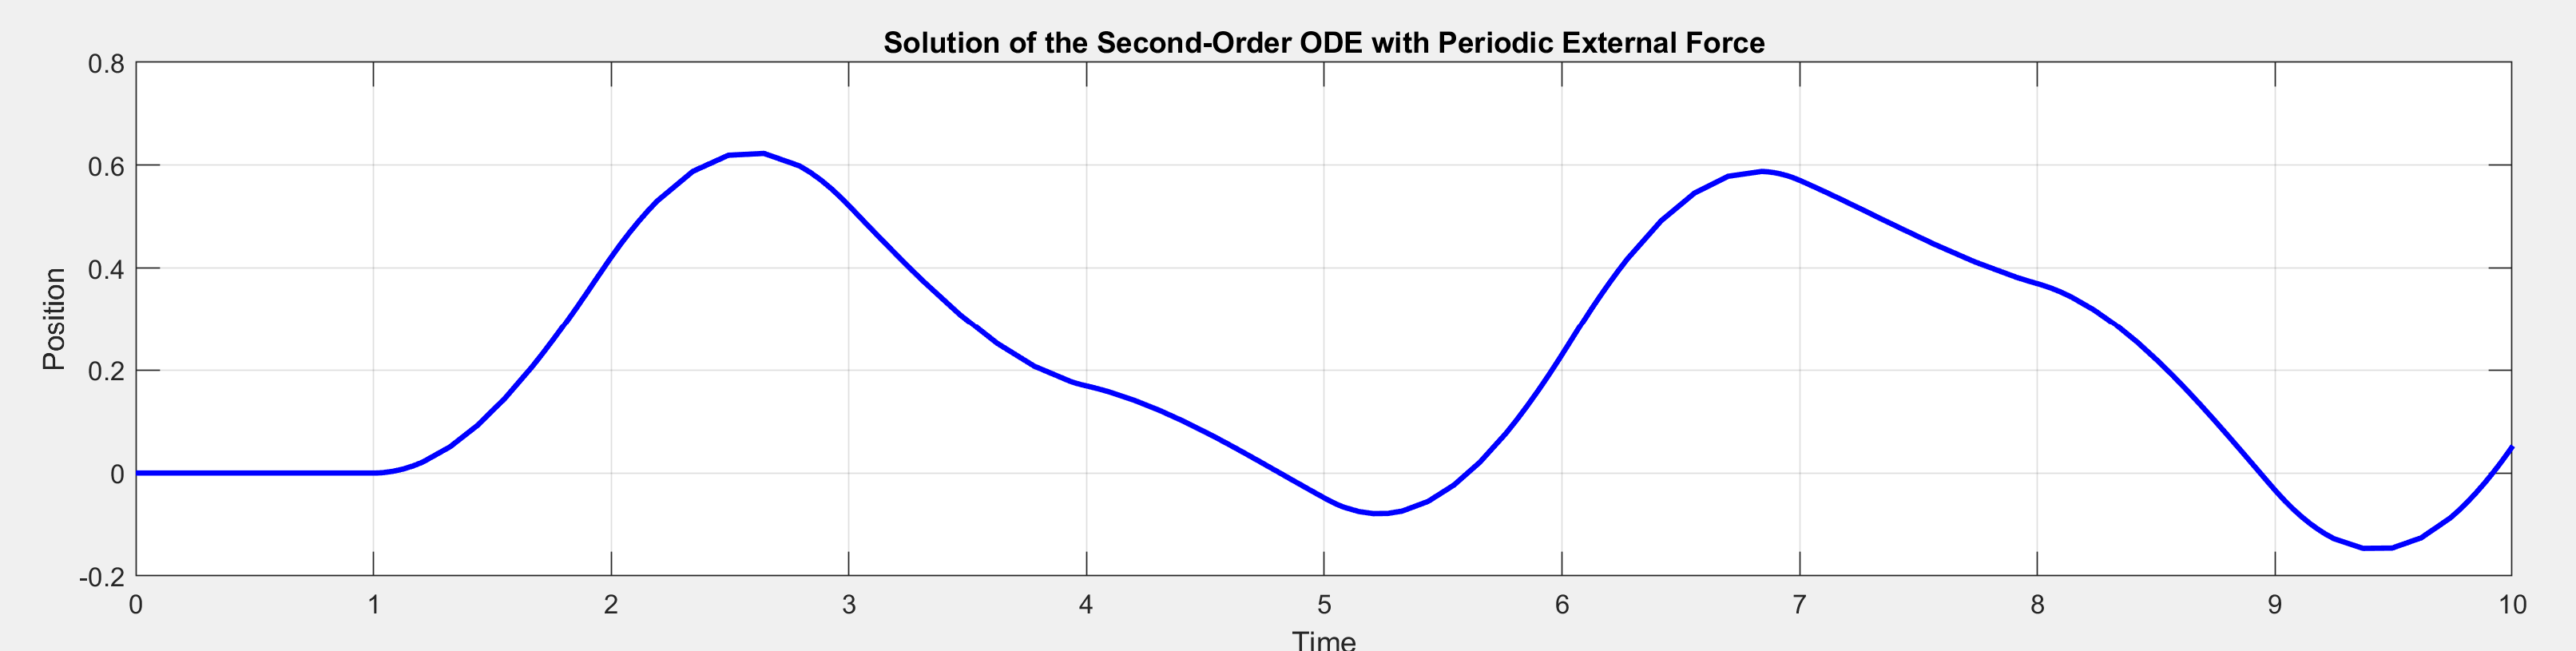 Solution of the Second-Order ODE with Periodic External Force
0.8
0.6
0.4
0.2
0
-0.2
Position
0 1 2 3 4 5 6 7 8 9 10
Time